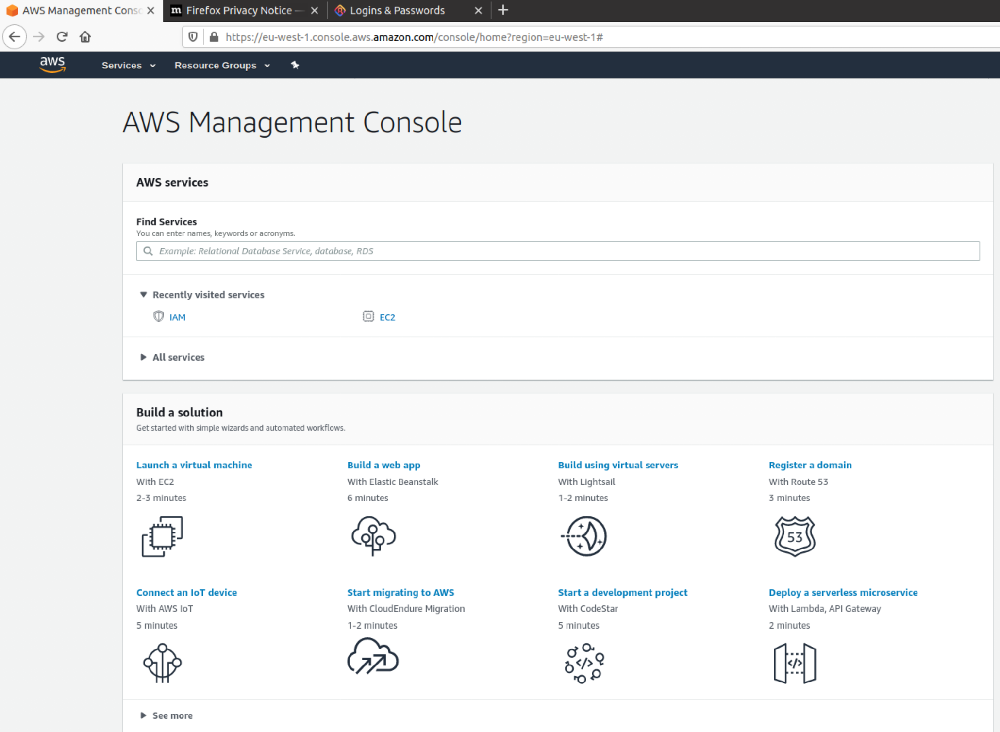 AWS Management Conso
Firefox Privacy Notice —
Logins & Passwords
https://eu-west-1.console.aws.amazon.com/console/home?region=eu-west-1#
aws
Services
Resource Groups
AWS Management Console
AWS services
Find Services
You can enter names, keywords or acronyms.
Example: Relational Database Service, database, RDS
Recently visited services
IAM
EC2
All services
Build a solution
Get started with simple wizards and automated workflows.
Launch a virtual machine
With EC2
2-3 minutes
Build a web app
With Elastic Beanstalk
6 minutes
Build using virtual servers
With Lightsail
1-2 minutes
Register a domain
With Route 53
3 minutes
53
Connect an IoT device
With AWS IoT
5 minutes
Start migrating to AWS
With CloudEndure Migration
1-2 minutes
Start a development project
With CodeStar
5 minutes
</>
Deploy a serverless microservice
With Lambda, API Gateway
2 minutes
</>
See more